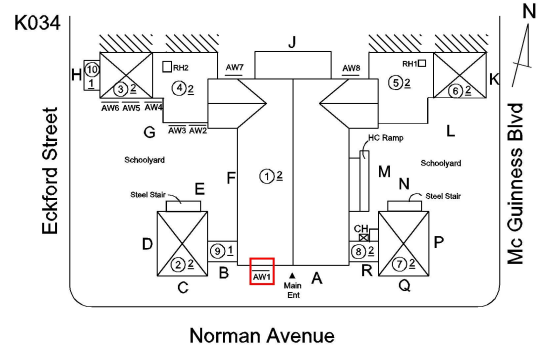 K034
N
J
H
10
1
3 2
RH2
4 2
AW7
AW8
RH1
5 2
6 2
K
AW6 AW5 AW4
G
AW3 AW2
L
HC Ramp
Schoolyard
Schoolyard
Eckford Street
Mc Guinness Blvd
F
1 2
M
Steel Stair
E
N
Steel Stair
D
CH
P
2 2
9 1
8 2
7 2
C
B
AW1
Main
Ent
A
R
Q
Norman Avenue